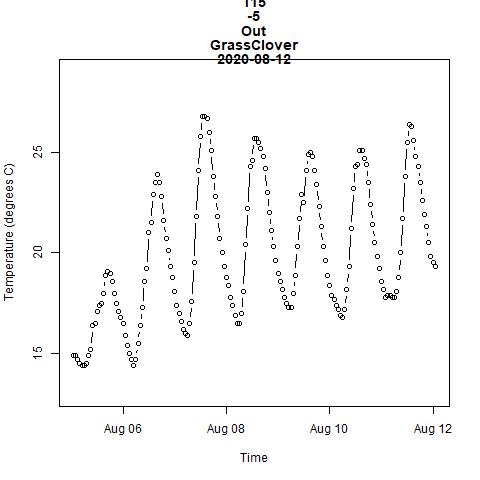 115
-5
Out
GrassClover
2020-08-12
Temperature (degrees C)
25
20
15
Aug 06
Aug 08
Aug 10
Aug 12
Time